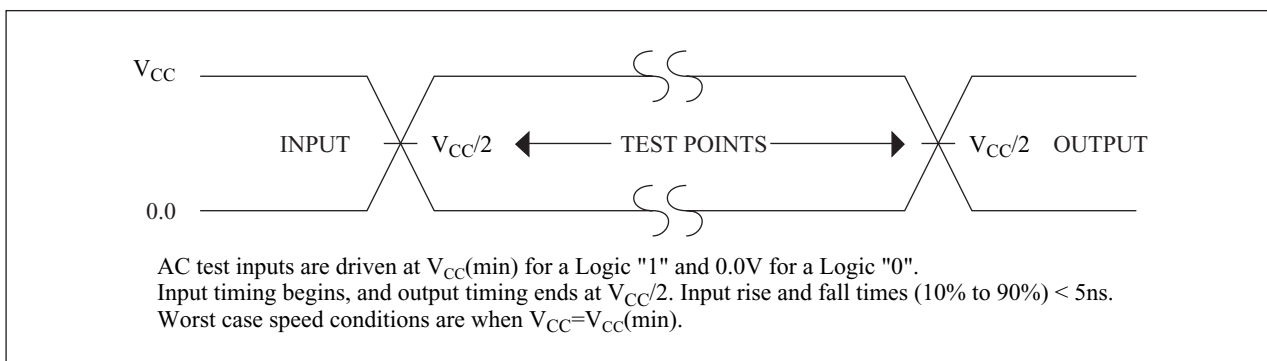 VCC
INPUT VCC/2 TEST POINTS VCC/2 OUTPUT
0.0
AC test inputs are driven at VCC(min) for a Logic "1" and 0.0V for a Logic "0".
Input timing begins, and output timing ends at VCC/2. Input rise and fall times (10% to 90%) < 5ns.
Worst case speed conditions are when VCC=VCC(min).